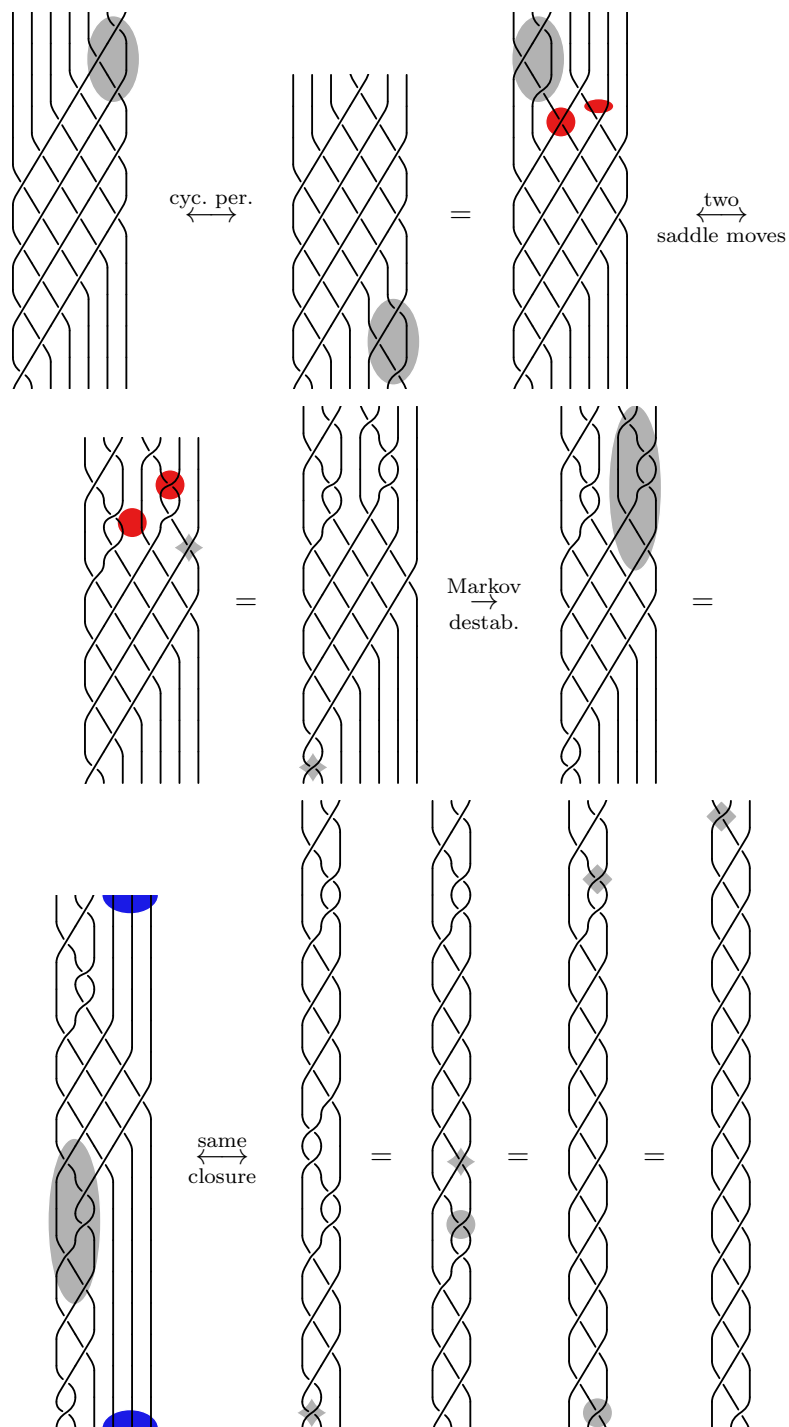 cyc. per.
⟷
=
two
⟷
saddle moves
=
Markov
→
destab.
=
same
⟷
closure
=
=
=